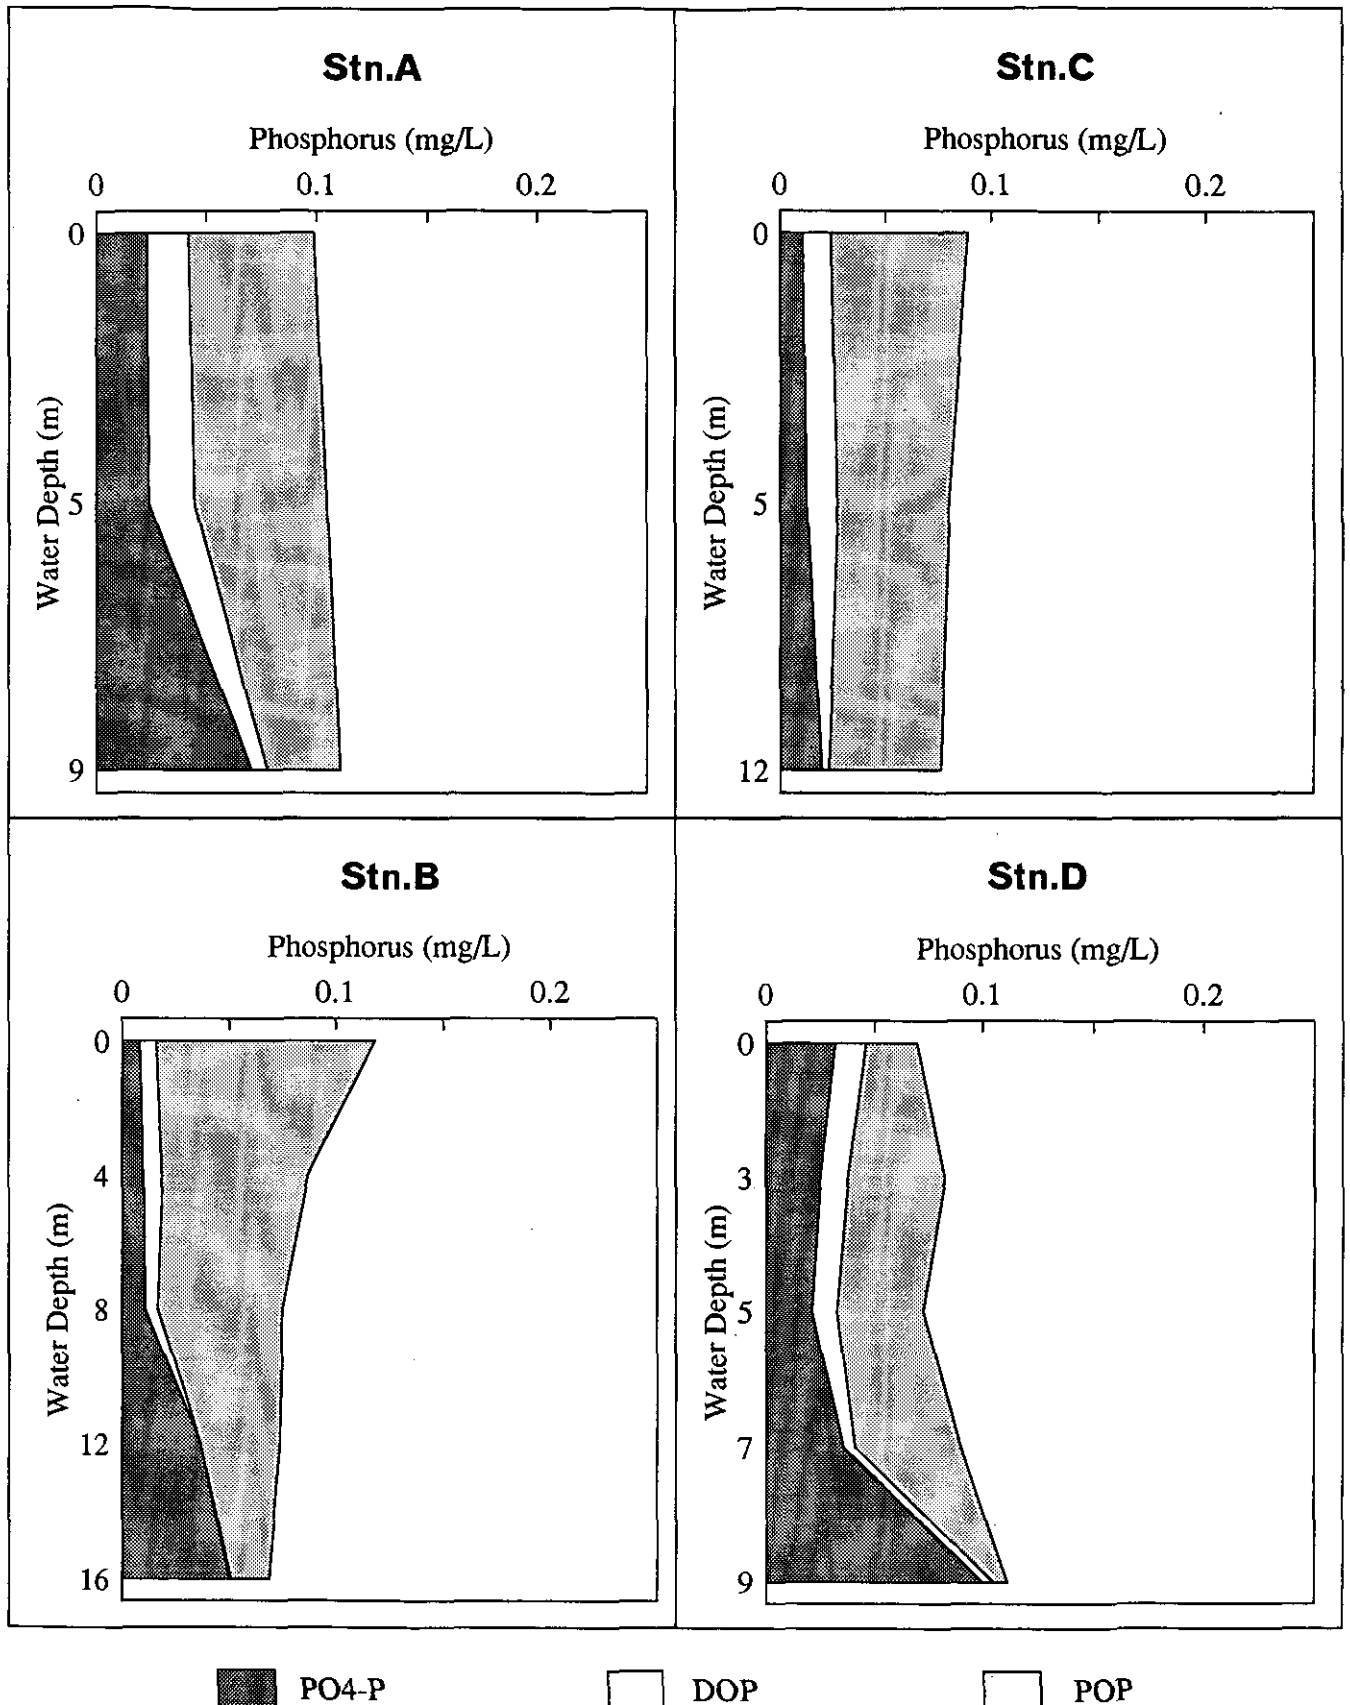 Stn.A
Phosphorus (mg/L)
0 0.1 0.2
0
5
9
Water Depth (m)
Stn.C
Phosphorus (mg/L)
0 0.1 0.2
0
5
12
Water Depth (m)
Stn.B
Phosphorus (mg/L)
0 0.1 0.2
0
4
8
12
16
Water Depth (m)
Stn.D
Phosphorus (mg/L)
0 0.1 0.2
0
3
5
7
9
Water Depth (m)
PO4-P DOP POP